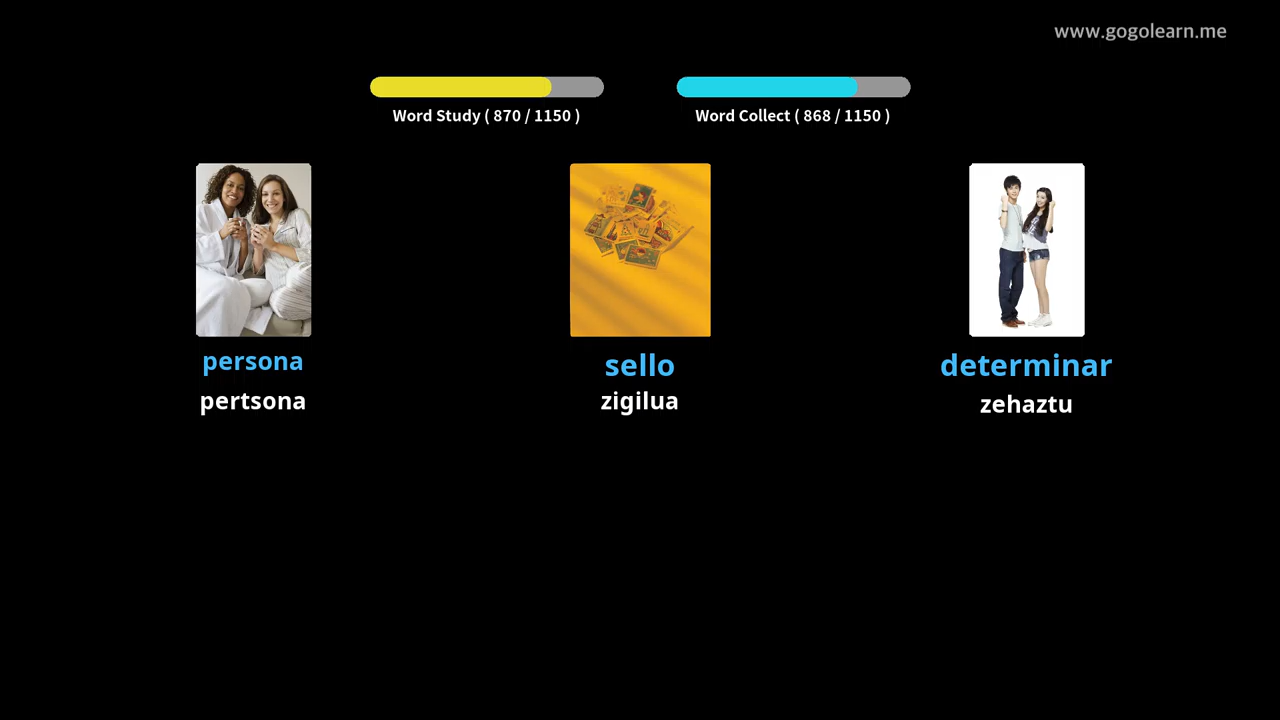 www.gogolearn.me
Word Study ( 870 / 1150 )
Word Collect ( 868 / 1150 )
persona
pertsona
sello
zigilua
determinar
zehaztu